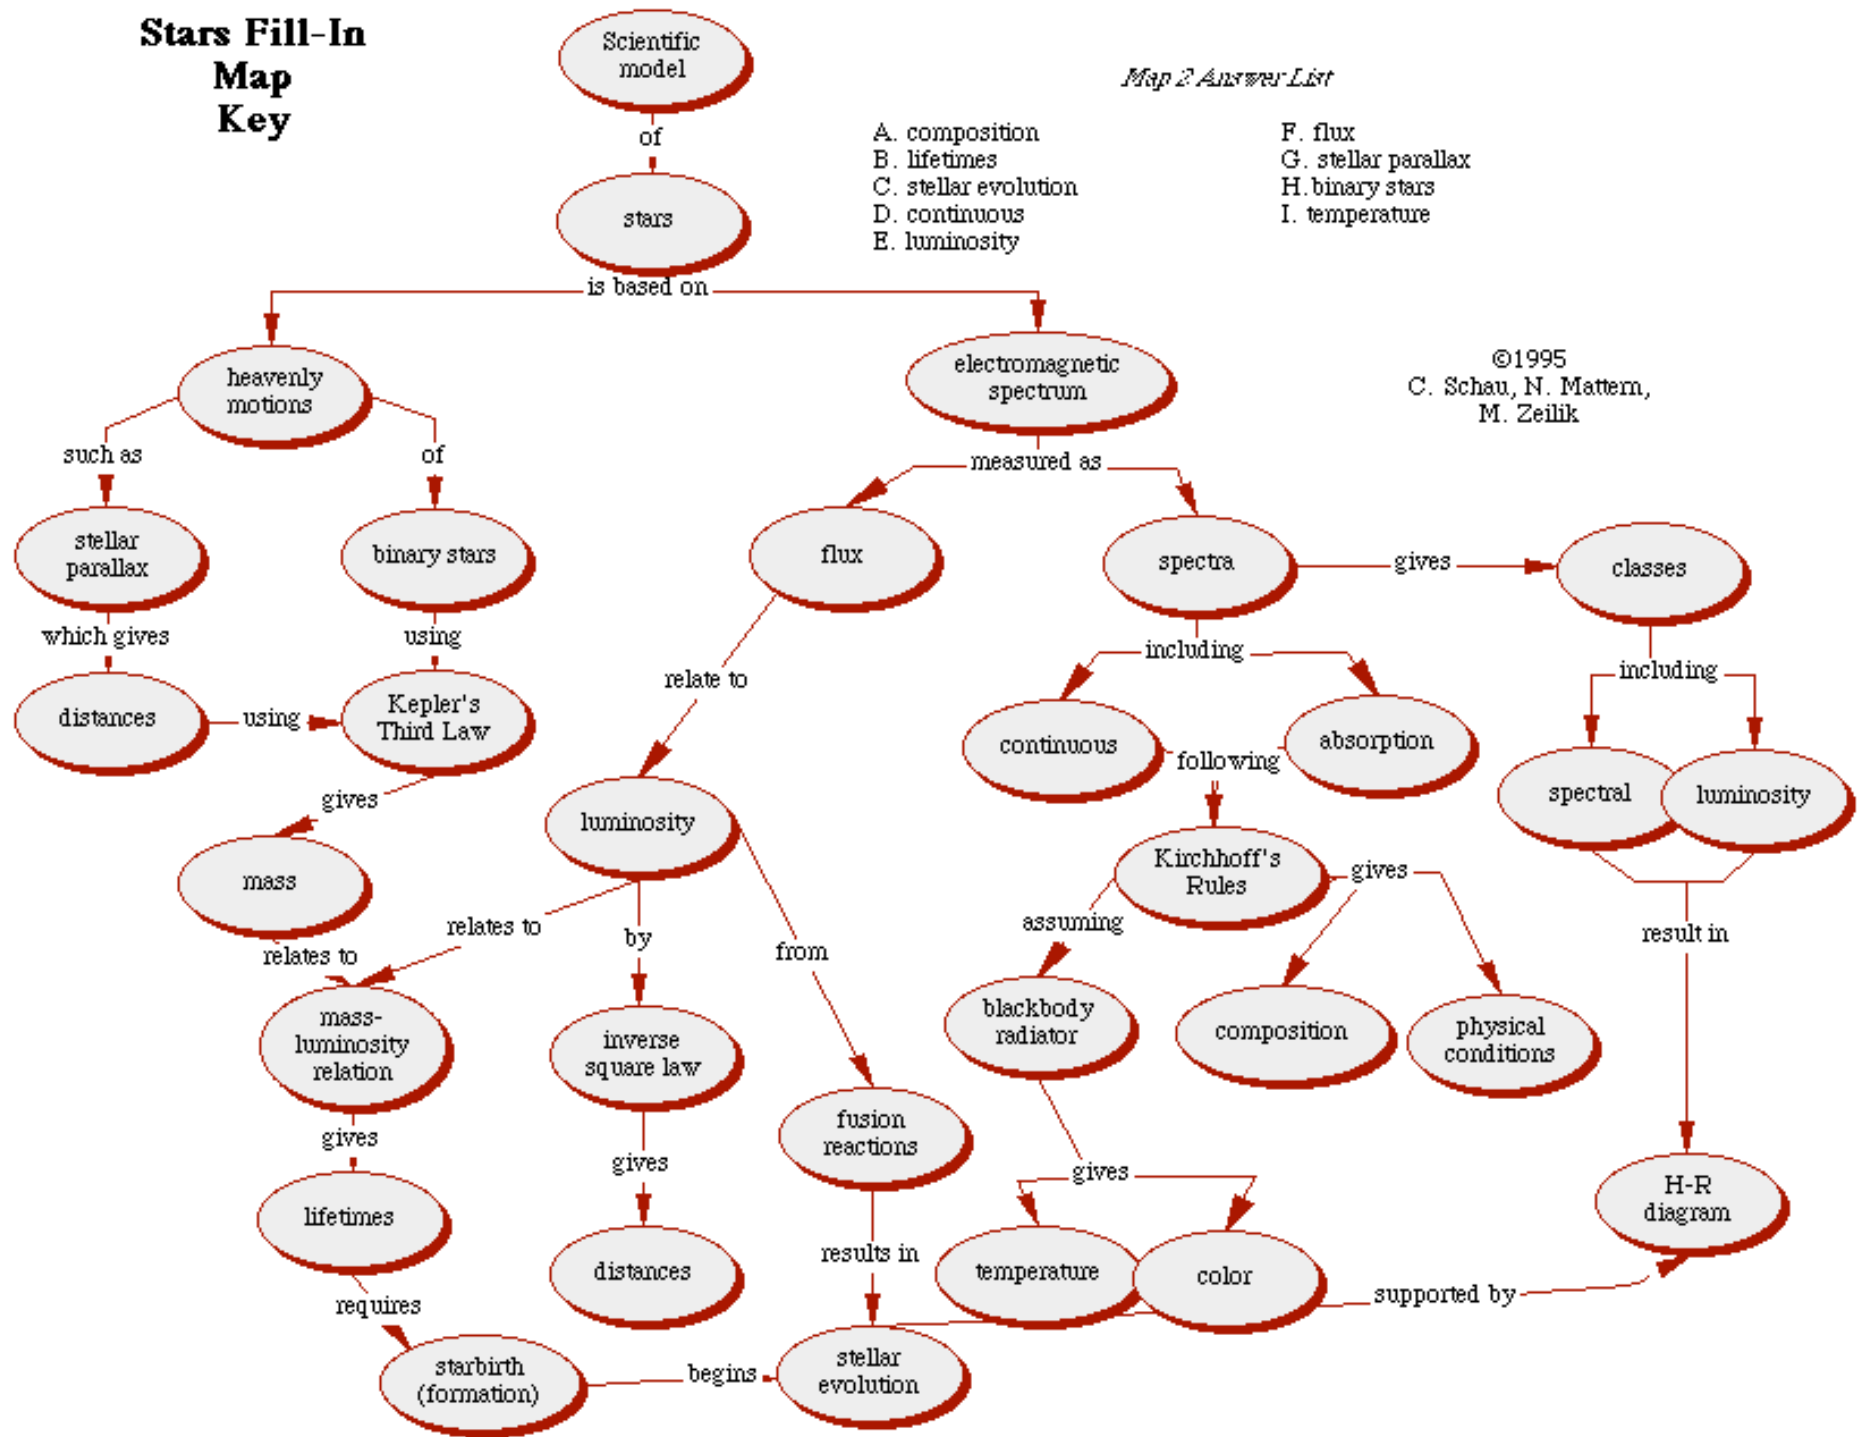 Stars Fill-In
Map
Key
Scientific
model
Map 2 Answer List
A. composition
B. lifetimes
C. stellar evolution
D. continuous
E. luminosity
F. flux
G. stellar parallax
H. binary stars
I. temperature
of
stars
is based on
heavenly
motions
electromagnetic
spectrum
©1995
C. Schau, N. Mattern,
M. Zeilik
such as
of
measured as
stellar
parallax
binary stars
flux
spectra
gives
classes
which gives
using
relate to
including
including
distances
using
Kepler's
Third Law
continuous
absorption
following
spectral
luminosity
gives
luminosity
mass
Kirchhoff's
Rules
gives
assuming
relates to
relates to
by
from
result in
mass-
luminosity
relation
inverse
square law
blackbody
radiator
composition
physical
conditions
fusion
reactions
gives
gives
gives
lifetimes
distances
results in
temperature
color
H-R
diagram
requires
supported by
starbirth
(formation)
begins
stellar
evolution